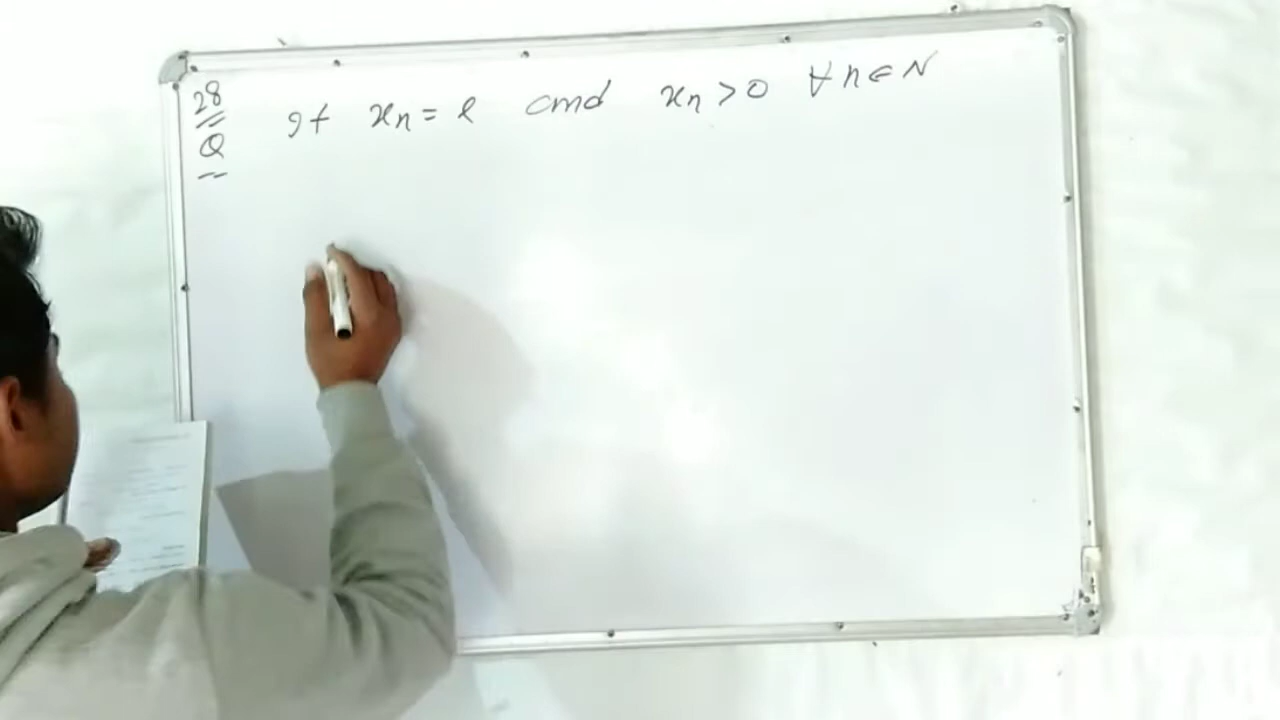 28 If xn = l and xn > 0 ∀ n ∈ N
Q